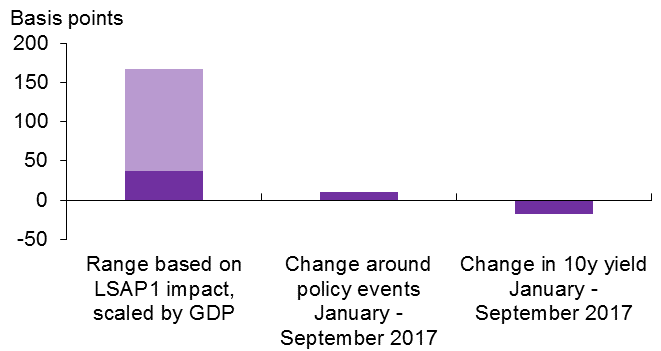 Basis points
200
150
100
50
0
-50
Range based on
LSAP1 impact,
scaled by GDP
Change around
policy events
January -
September 2017
Change in 10y yield
January -
September 2017